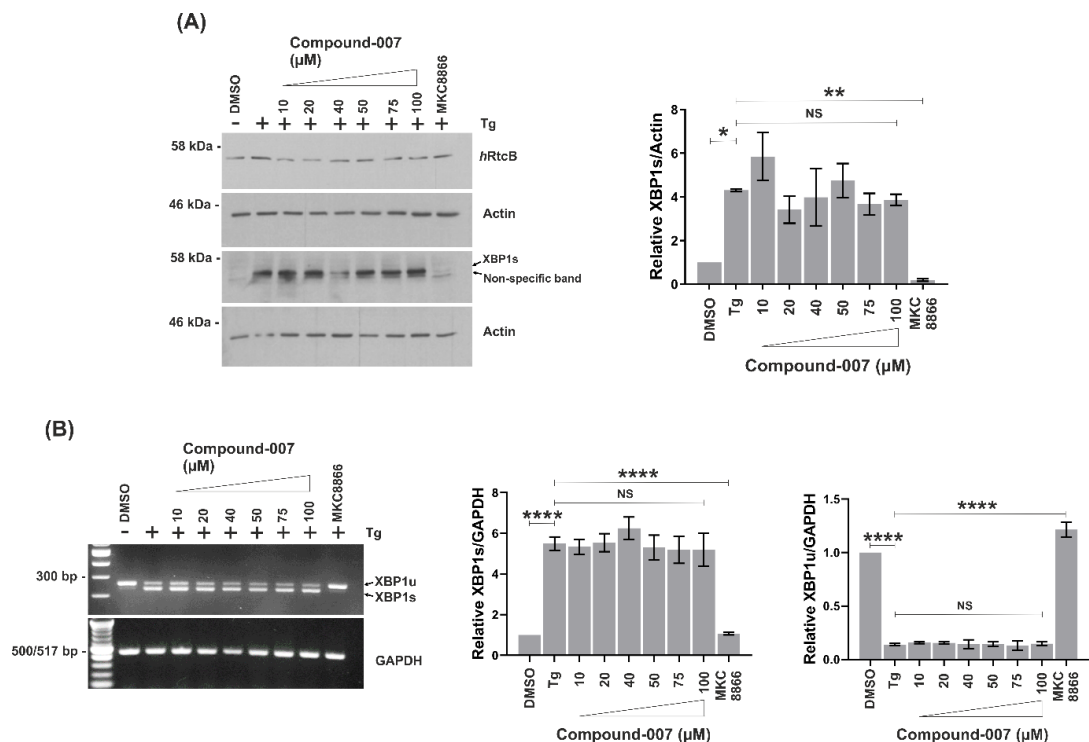 (A)
Compound-007
(µM)
DMSO
10
20
40
50
75
100
MKC8866
- + + + + + + + + Tg
58 kDa -
hRtcB
46 kDa -
Actin
58 kDa -
XBP1s
Non-specific band
46 kDa -
Actin
Relative XBP1s/Actin
8
6
4
2
0
*
**
NS
DMSO
Tg
10
20
40
50
75
100
MKC
8866
Compound-007 (µM)
(B)
Compound-007
(µM)
DMSO
10
20
40
50
75
100
MKC8866
- + + + + + + + + Tg
300 bp -
XBP1u
XBP1s
500/517 bp -
GAPDH
Relative XBP1s/GAPDH
8
6
4
2
0
****
****
NS
DMSO
Tg
10
20
40
50
75
100
MKC
8866
Compound-007 (µM)
Relative XBP1u/GAPDH
1.5
1.0
0.5
0.0
****
****
NS
DMSO
Tg
10
20
40
50
75
100
MKC
8866
Compound-007 (µM)